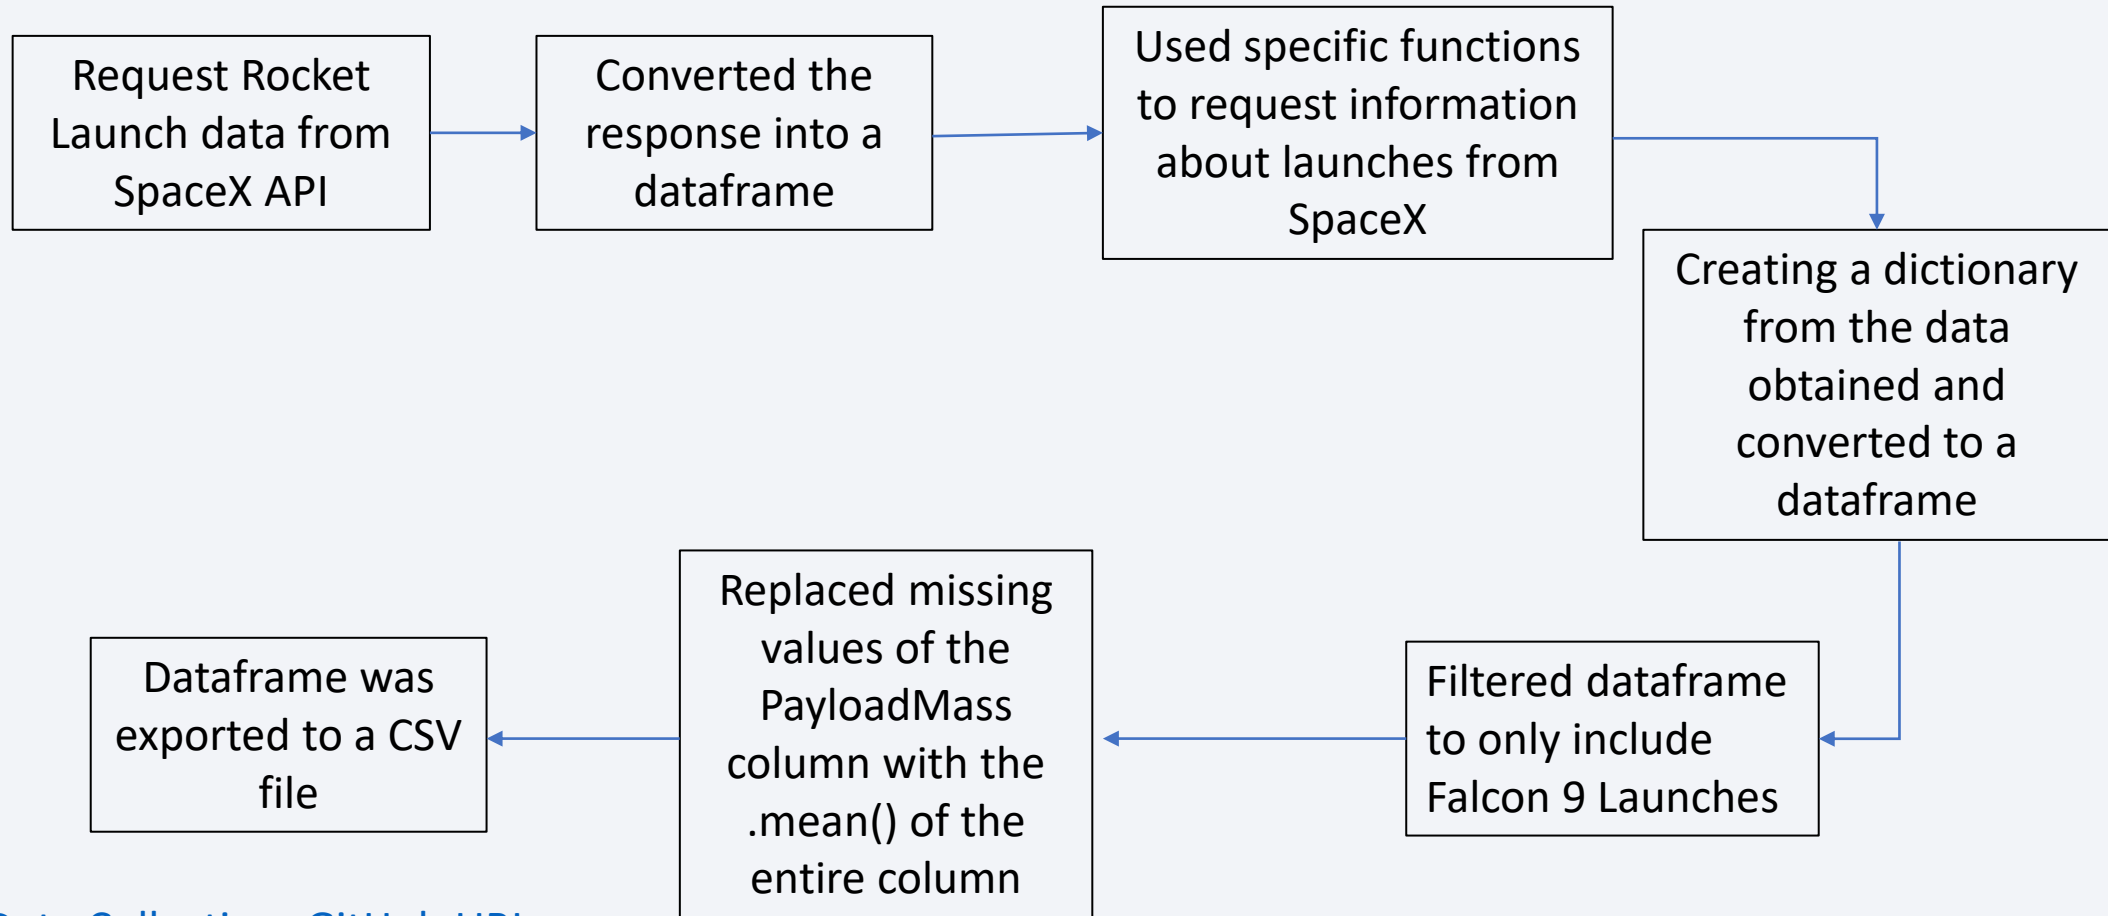 Request Rocket
Launch data from
SpaceX API
Converted the
response into a
dataframe
Used specific functions
to request information
about launches from
SpaceX
Creating a dictionary
from the data
obtained and
converted to a
dataframe
Filtered dataframe
to only include
Falcon 9 Launches
Replaced missing
values of the
PayloadMass
column with the
.mean() of the
entire column
Dataframe was
exported to a CSV
file